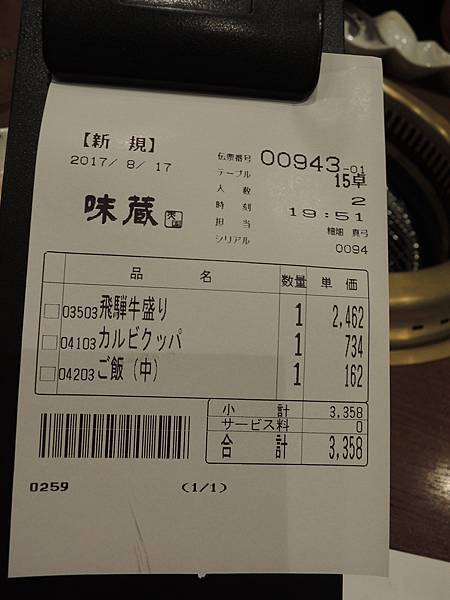 【新 規】
2017/ 8/ 17
味蔵
伝票番号 00943-01
テーブル 15卓
人 数 2
時 刻 19:51
担 当 細畑 真弓
シリアル 0094
品 名 数量 単 価
03503 飛騨牛盛り 1 2,462
04103 カルビクッパ 1 734
04203 ご飯（中） 1 162
小 計 3,358
サービス料 0
合 計 3,358
0259 (1/1)